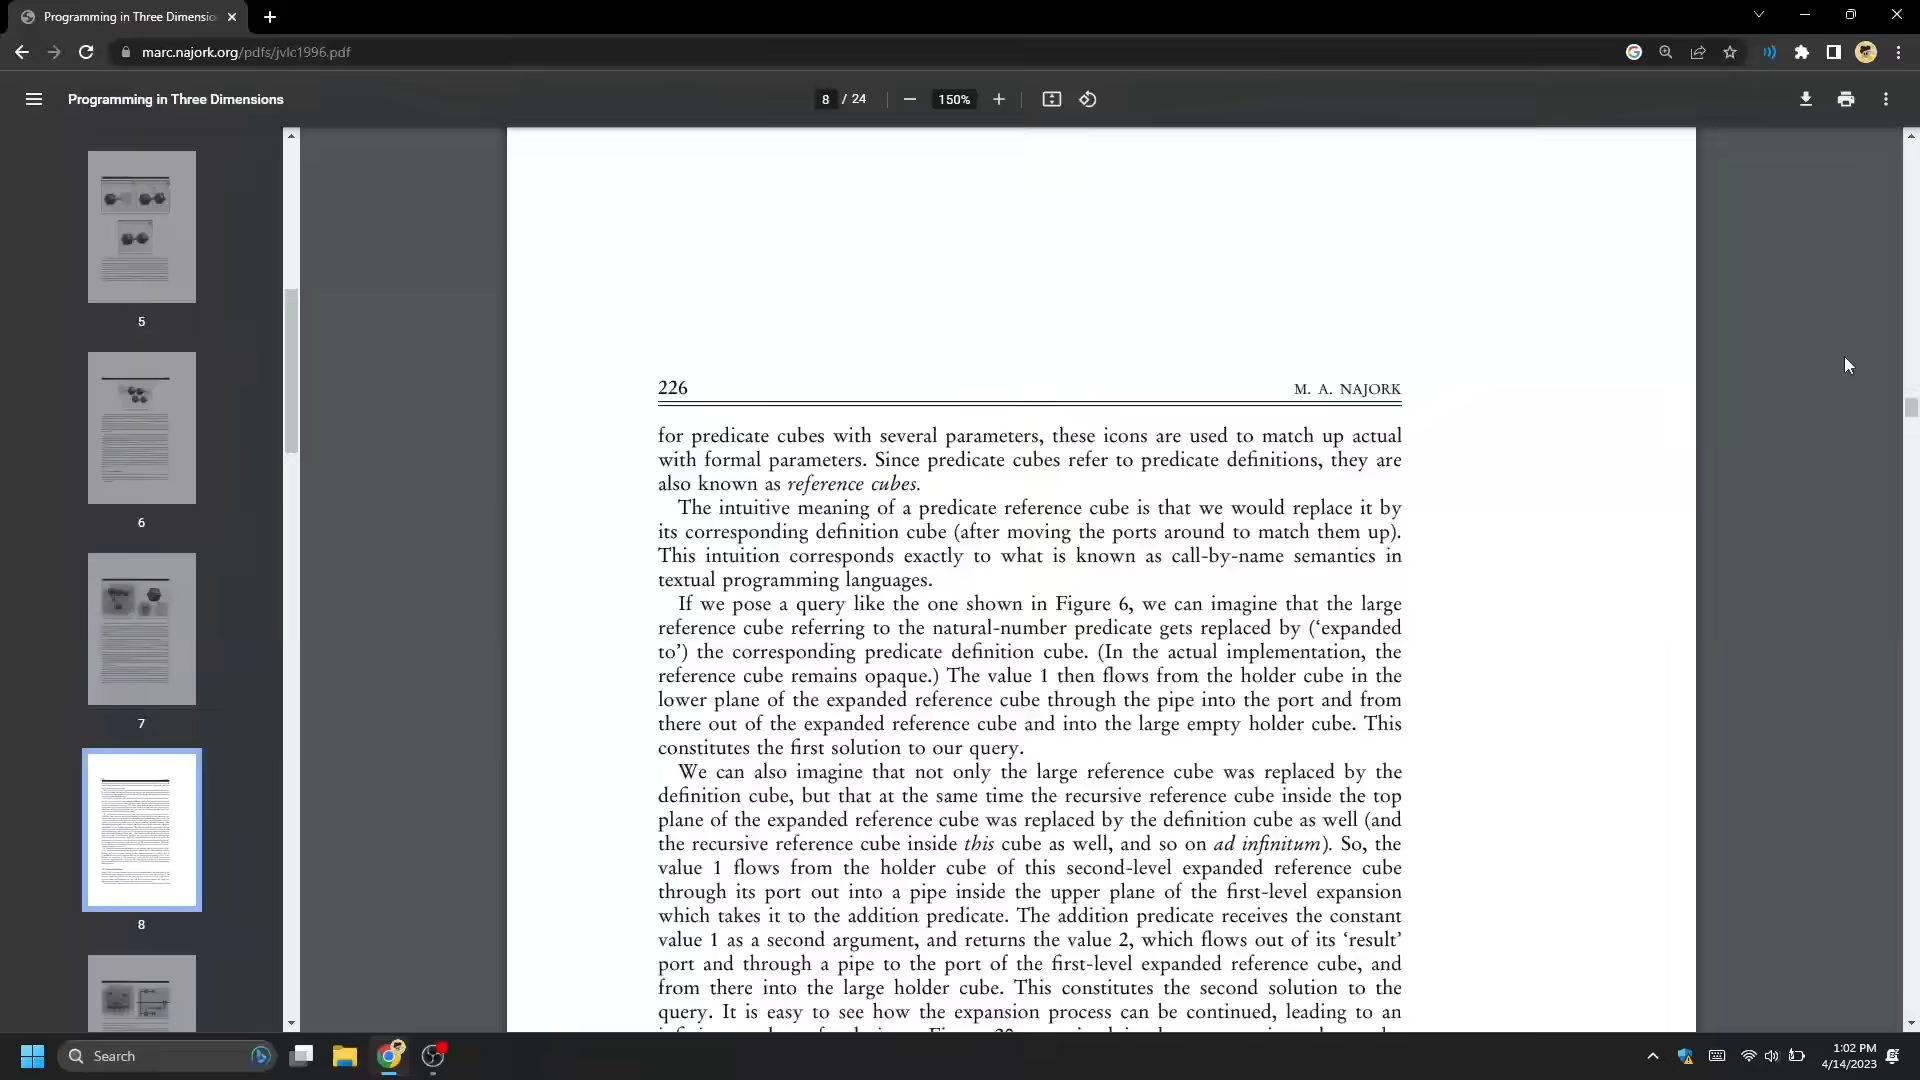 Programming in Three Dimensio
marc.najork.org/pdfs/jvlc1996.pdf
Programming in Three Dimensions
8 / 24
150%
5
6
7
8
226
M. A. NAJORK
for predicate cubes with several parameters, these icons are used to match up actual
with formal parameters. Since predicate cubes refer to predicate definitions, they are
also known as reference cubes.
The intuitive meaning of a predicate reference cube is that we would replace it by
its corresponding definition cube (after moving the ports around to match them up).
This intuition corresponds exactly to what is known as call-by-name semantics in
textual programming languages.
If we pose a query like the one shown in Figure 6, we can imagine that the large
reference cube referring to the natural-number predicate gets replaced by (‘expanded
to’) the corresponding predicate definition cube. (In the actual implementation, the
reference cube remains opaque.) The value 1 then flows from the holder cube in the
lower plane of the expanded reference cube through the pipe into the port and from
there out of the expanded reference cube and into the large empty holder cube. This
constitutes the first solution to our query.
We can also imagine that not only the large reference cube was replaced by the
definition cube, but that at the same time the recursive reference cube inside the top
plane of the expanded reference cube was replaced by the definition cube as well (and
the recursive reference cube inside this cube as well, and so on ad infinitum). So, the
value 1 flows from the holder cube of this second-level expanded reference cube
through its port out into a pipe inside the upper plane of the first-level expansion
which takes it to the addition predicate. The addition predicate receives the constant
value 1 as a second argument, and returns the value 2, which flows out of its ‘result’
port and through a pipe to the port of the first-level expanded reference cube, and
from there into the large holder cube. This constitutes the second solution to the
query. It is easy to see how the expansion process can be continued, leading to an
Search
1:02 PM
4/14/2023